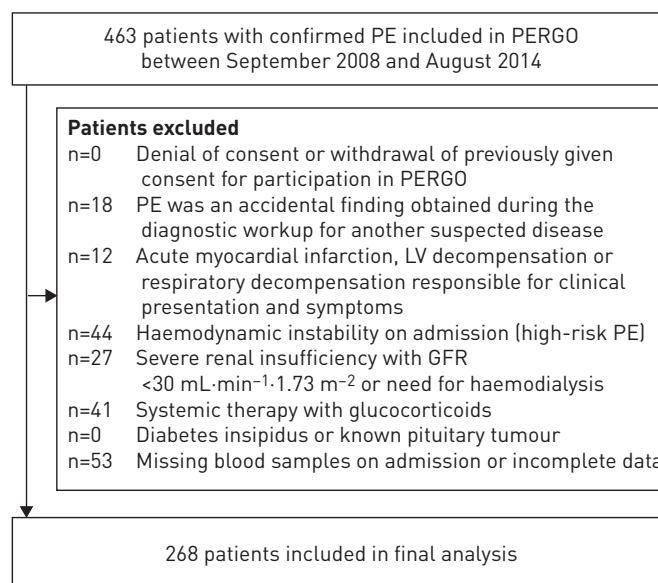 463 patients with confirmed PE included in PERGO
between September 2008 and August 2014
Patients excluded
n=0 Denial of consent or withdrawal of previously given
consent for participation in PERGO
n=18 PE was an accidental finding obtained during the
diagnostic workup for another suspected disease
n=12 Acute myocardial infarction, LV decompensation or
respiratory decompensation responsible for clinical
presentation and symptoms
n=44 Haemodynamic instability on admission (high-risk PE)
n=27 Severe renal insufficiency with GFR
<30 mL·min⁻¹·1.73 m⁻² or need for haemodialysis
n=41 Systemic therapy with glucocorticoids
n=0 Diabetes insipidus or known pituitary tumour
n=53 Missing blood samples on admission or incomplete data
268 patients included in final analysis